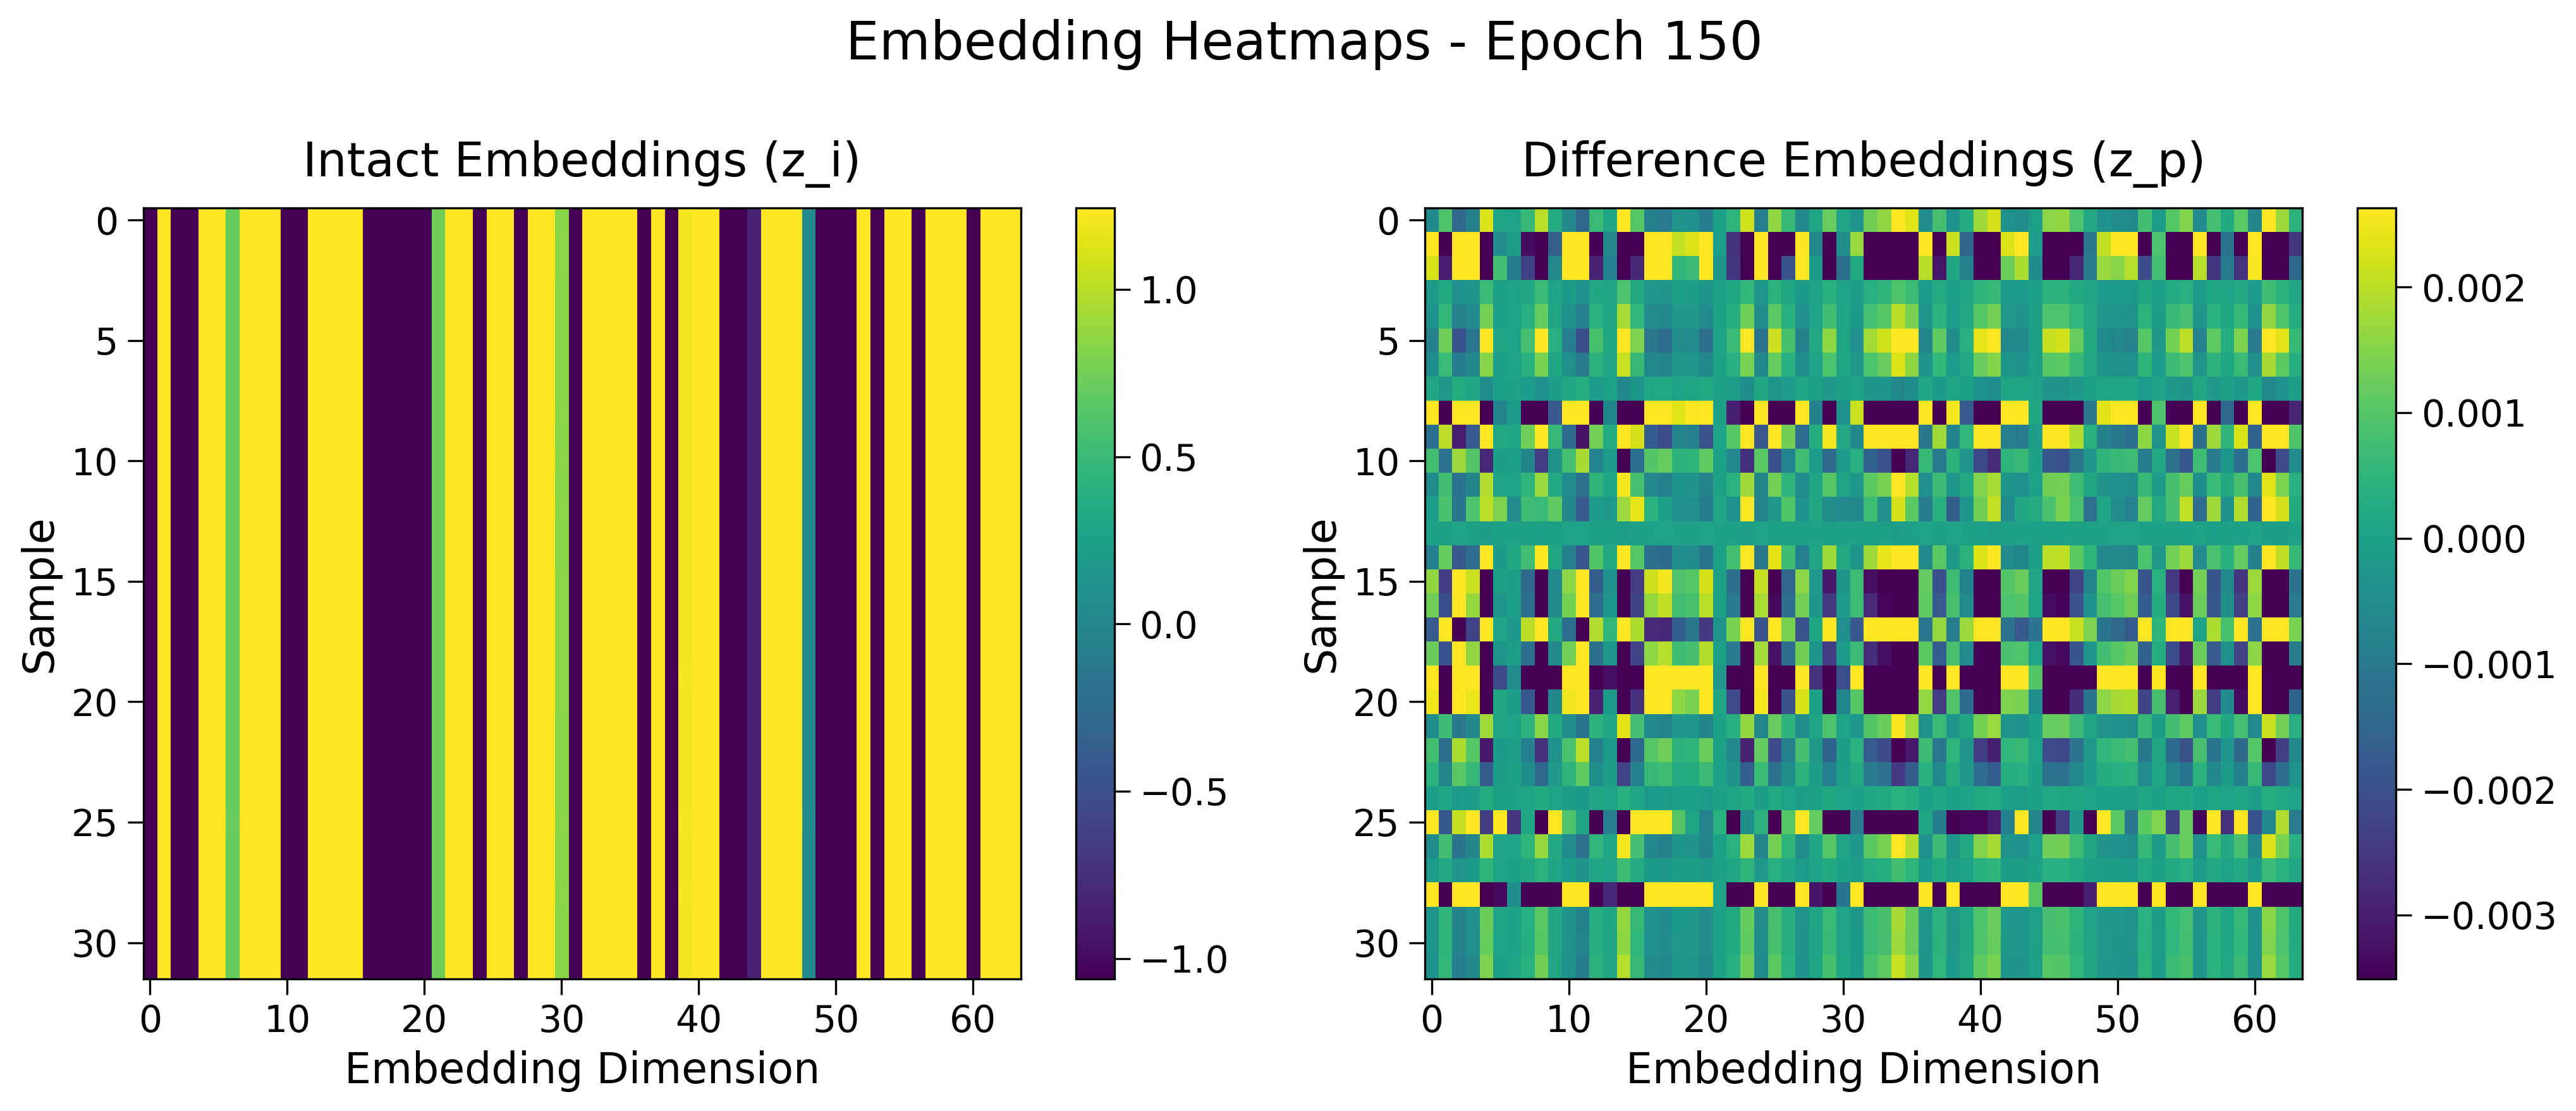 Embedding Heatmaps - Epoch 150
Intact Embeddings (z_i)
0
5
10
15
20
25
30
Sample
0 10 20 30 40 50 60
Embedding Dimension
1.0
0.5
0.0
−0.5
−1.0
Difference Embeddings (z_p)
0
5
10
15
20
25
30
Sample
0 10 20 30 40 50 60
Embedding Dimension
0.002
0.001
0.000
−0.001
−0.002
−0.003